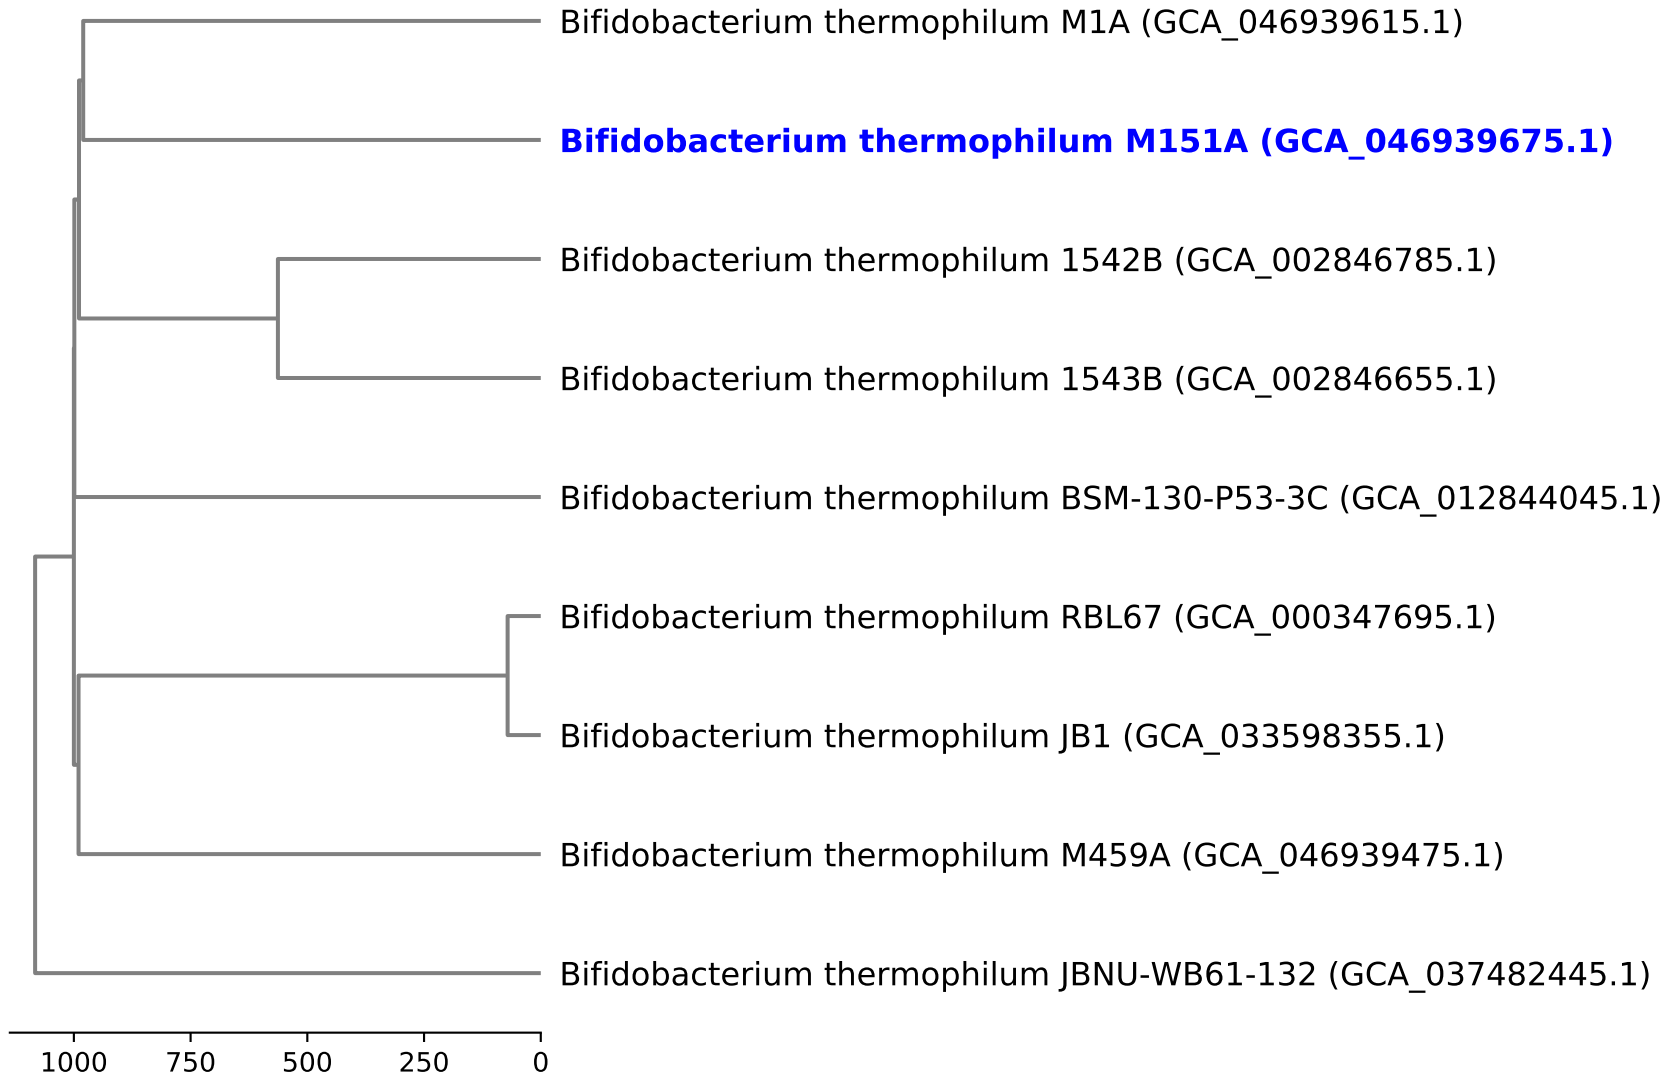 Bifidobacterium thermophilum M1A (GCA_046939615.1)
Bifidobacterium thermophilum M151A (GCA_046939675.1)
Bifidobacterium thermophilum 1542B (GCA_002846785.1)
Bifidobacterium thermophilum 1543B (GCA_002846655.1)
Bifidobacterium thermophilum BSM-130-P53-3C (GCA_012844045.1)
Bifidobacterium thermophilum RBL67 (GCA_000347695.1)
Bifidobacterium thermophilum JB1 (GCA_033598355.1)
Bifidobacterium thermophilum M459A (GCA_046939475.1)
Bifidobacterium thermophilum JBNU-WB61-132 (GCA_037482445.1)
1000 750 500 250 0